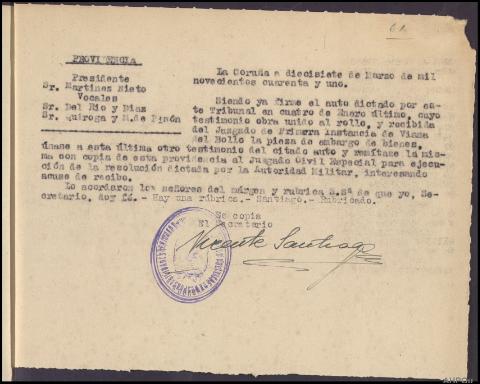 61
PROVIDENCIA
Presidente
Sr. Martinez Nieto
Vocales
Sr. Del Rio y Diaz
Sr. Quiroga y M. de Pisón
La Coruña a diecisiete de Marzo de mil
novecientos cuarenta y uno.
Siendo ya firme el auto dictado por es-
te Tribunal en cuatro de Enero último, cuyo
testimonio obra unido al rollo, y recibida
del Juzgado de Primera Instancia de Viana
del Bollo la pieza de embargo de bienes,
únase a esta última otro testimonio del citado auto y remítase la mis-
ma con copia de esta providencia al Juzgado Civil Especial para ejecu-
ción de la resolución dictada por la Autoridad Militar, interesando
acuse de recibo.
Lo acordaron los señores del márgen y rubrica S.Sª de que yo, Sec-
retario, doy fé. - Hay una rúbrica. - Santiago. - Rubricado.
Es copia
El Secretario
Vicente Santiago